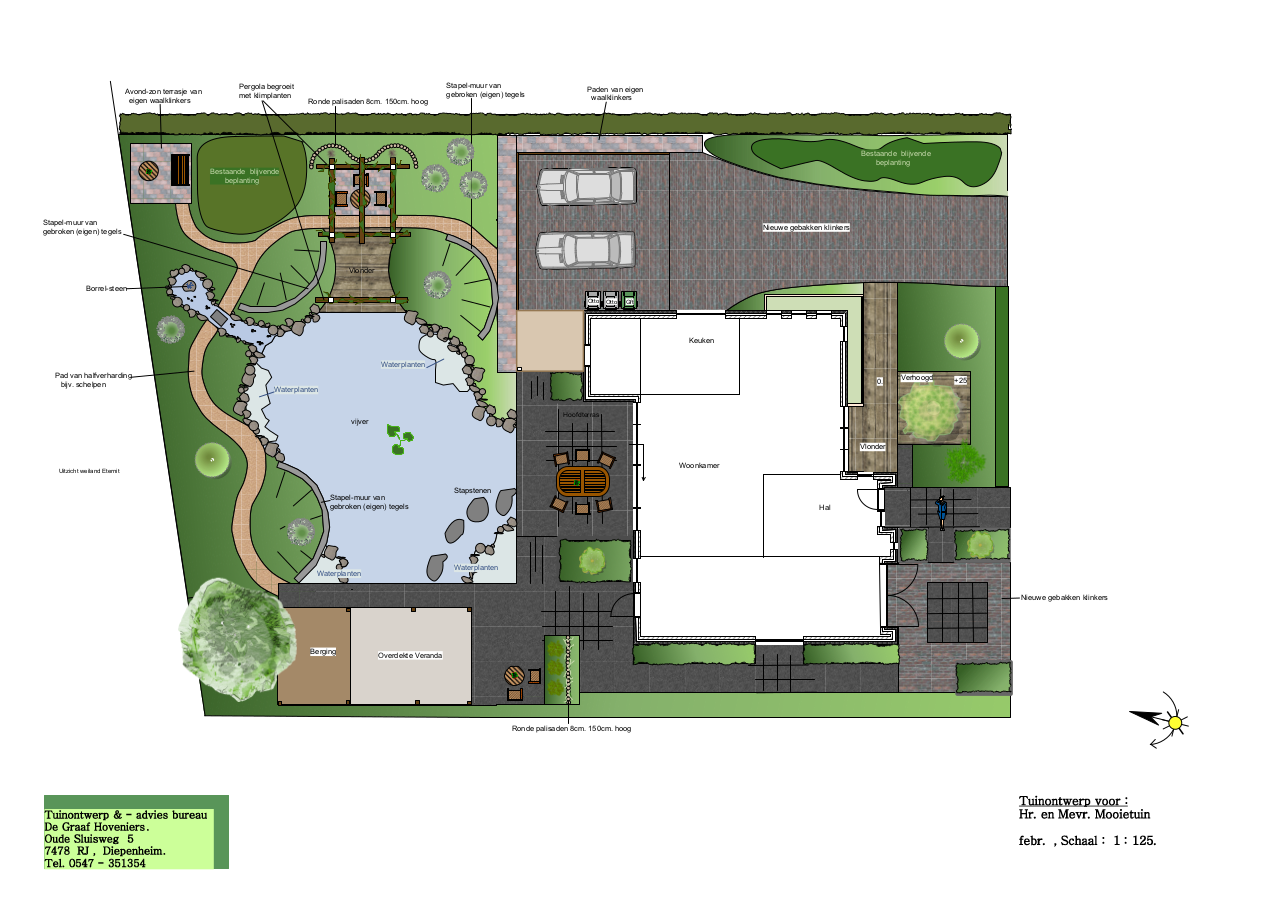 Avond-zon terrasje van
eigen waalklinkers
Pergola begroeit
met klimplanten
Ronde palisaden 8cm. 150cm. hoog
Stapel-muur van
gebroken (eigen) tegels
Paden van eigen
waalklinkers
Bestaande blijvende
beplanting
Bestaande blijvende
beplanting
Stapel-muur van
gebroken (eigen) tegels
Nieuwe gebakken klinkers
Vlonder
Borrel-steen
Otto
Otto
Gft
Keuken
Waterplanten
Pad van halfverharding
bijv. schelpen
Waterplanten
0.
Verhoogd
+25
vijver
Hoofdterras
Vlonder
Uitzicht weiland Eternit
Woonkamer
Stapstenen
Stapel-muur van
gebroken (eigen) tegels
Hal
Waterplanten
Waterplanten
Nieuwe gebakken klinkers
Berging
Overdekte Veranda
Ronde palisaden 8cm. 150cm. hoog
Tuinontwerp & - advies bureau
De Graaf Hoveniers.
Oude Sluisweg 5
7478 RJ , Diepenheim.
Tel. 0547 - 351354
Tuinontwerp voor :
Hr. en Mevr. Mooietuin
febr. , Schaal : 1 : 125.